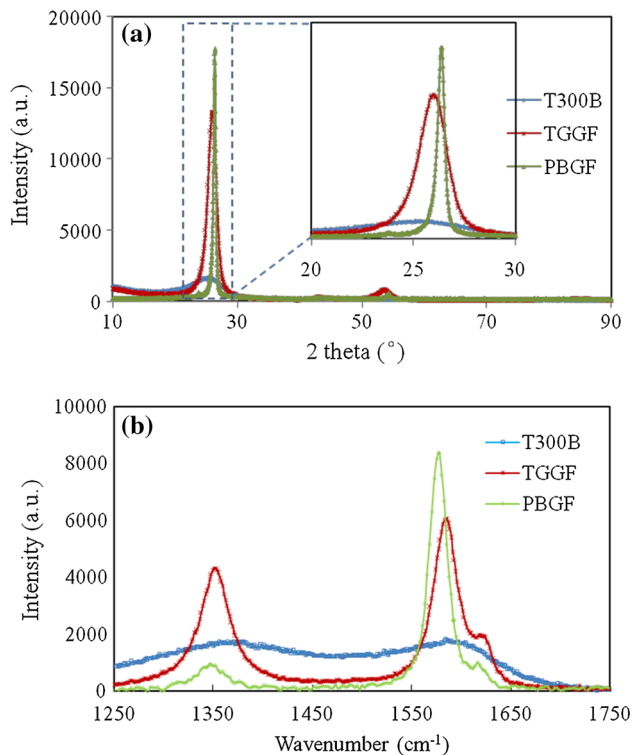 (a)
Intensity (a.u.)
20000
15000
10000
5000
0
10 30 50 70 90
2 theta (°)
20 25 30
T300B
TGGF
PBGF
(b)
Intensity (a.u.)
10000
8000
6000
4000
2000
0
1250 1350 1450 1550 1650 1750
Wavenumber (cm-1)
T300B
TGGF
PBGF